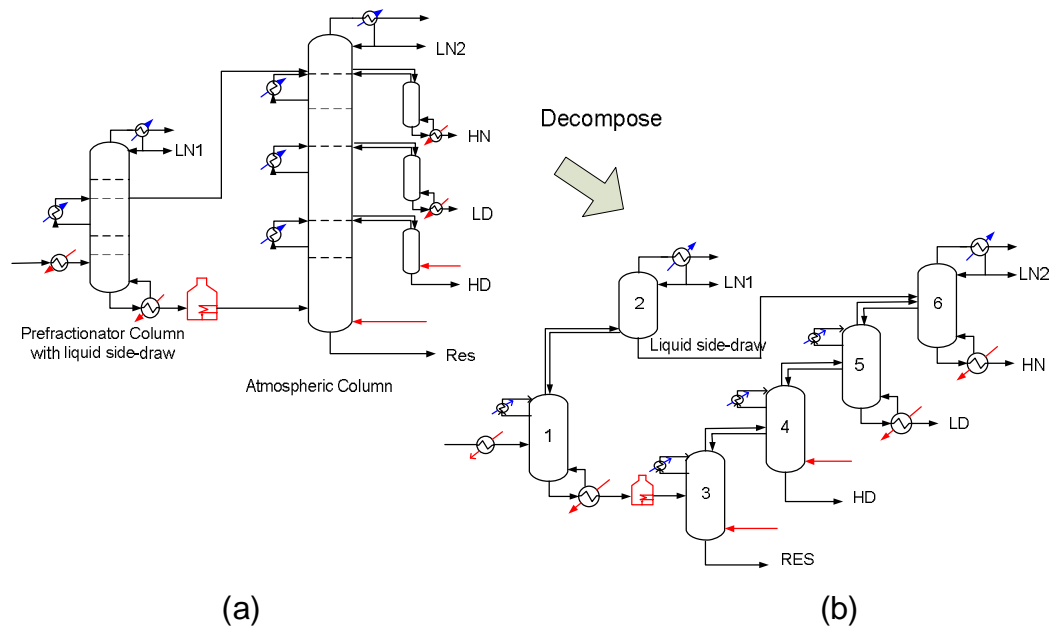 LN2
LN1
HN
LD
HD
Res
Prefractionator Column
with liquid side-draw
Atmospheric Column
Decompose
2
LN1
Liquid side-draw
6
LN2
HN
5
LD
1
4
HD
3
RES
(a)
(b)